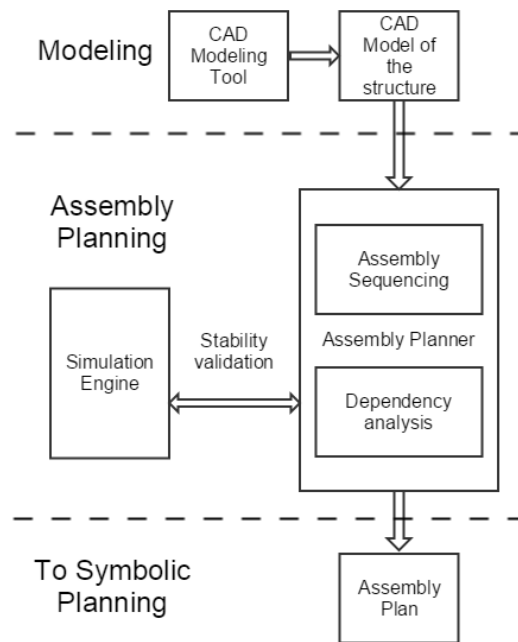 Modeling
CAD
Modeling
Tool
CAD
Model of
the
structure
Assembly
Planning
Simulation
Engine
Stability
validation
Assembly
Sequencing
Assembly Planner
Dependency
analysis
To Symbolic
Planning
Assembly
Plan